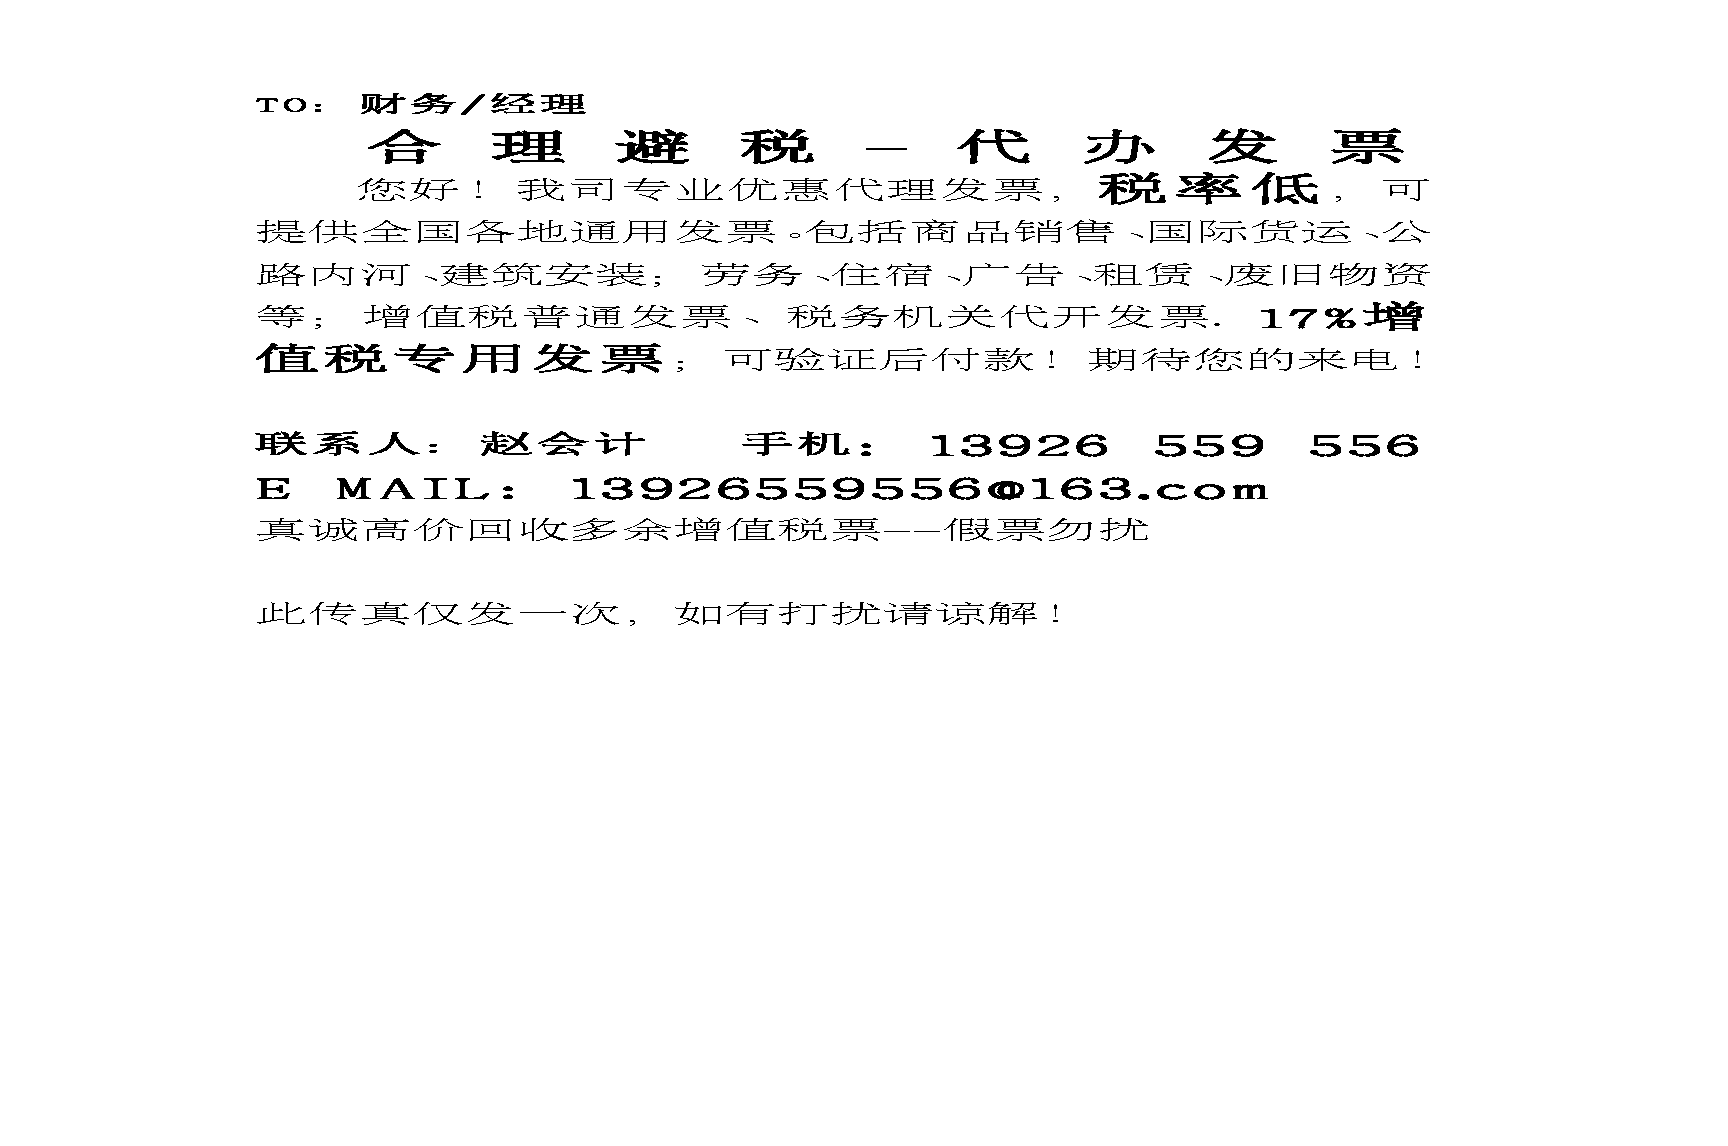 TO：财务/经理
合理避税—代办发票
您好！我司专业优惠代理发票，税率低，可
提供全国各地通用发票。包括商品销售、国际货运、公
路内河、建筑安装；劳务、住宿、广告、租赁、废旧物资
等；增值税普通发票、税务机关代开发票. 17%增
值税专用发票；可验证后付款！期待您的来电！
联系人：赵会计 手机： 13926 559 556
E MAIL： 13926559556@163.com
真诚高价回收多余增值税票——假票勿扰
此传真仅发一次，如有打扰请谅解！